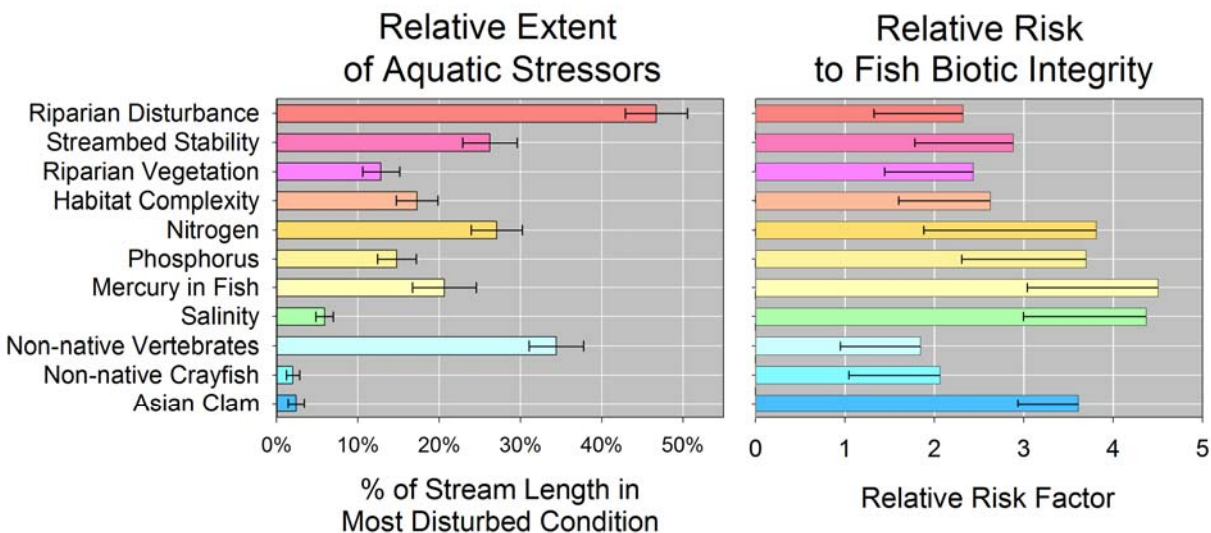 Relative Extent
of Aquatic Stressors
Relative Risk
to Fish Biotic Integrity
Riparian Disturbance
Streambed Stability
Riparian Vegetation
Habitat Complexity
Nitrogen
Phosphorus
Mercury in Fish
Salinity
Non-native Vertebrates
Non-native Crayfish
Asian Clam
0% 10% 20% 30% 40% 50%
0 1 2 3 4 5
% of Stream Length in
Most Disturbed Condition
Relative Risk Factor